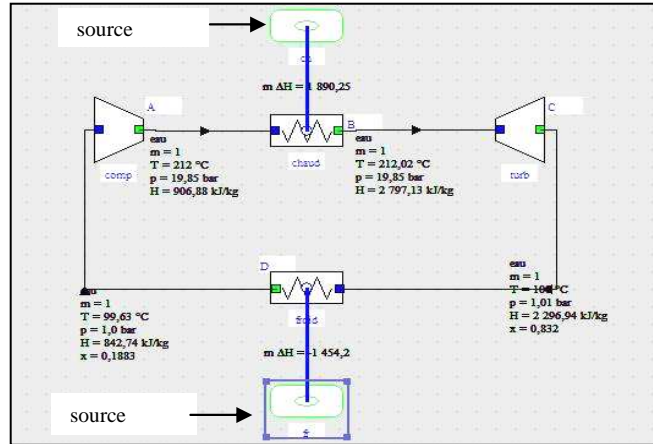 source
m ΔH = 1 890,25
A
B
C
eau
m = 1
T = 212 °C
p = 19,85 bar
H = 906,88 kJ/kg
comp
chaud
eau
m = 1
T = 212,02 °C
p = 19,85 bar
H = 2 797,13 kJ/kg
turb
D
froid
eau
m = 1
T = 99,63 °C
p = 1,0 bar
H = 842,74 kJ/kg
x = 0,1883
eau
m = 1
T = 100 °C
p = 1,01 bar
H = 2 296,94 kJ/kg
x = 0,832
m ΔH = -1 454,2
source